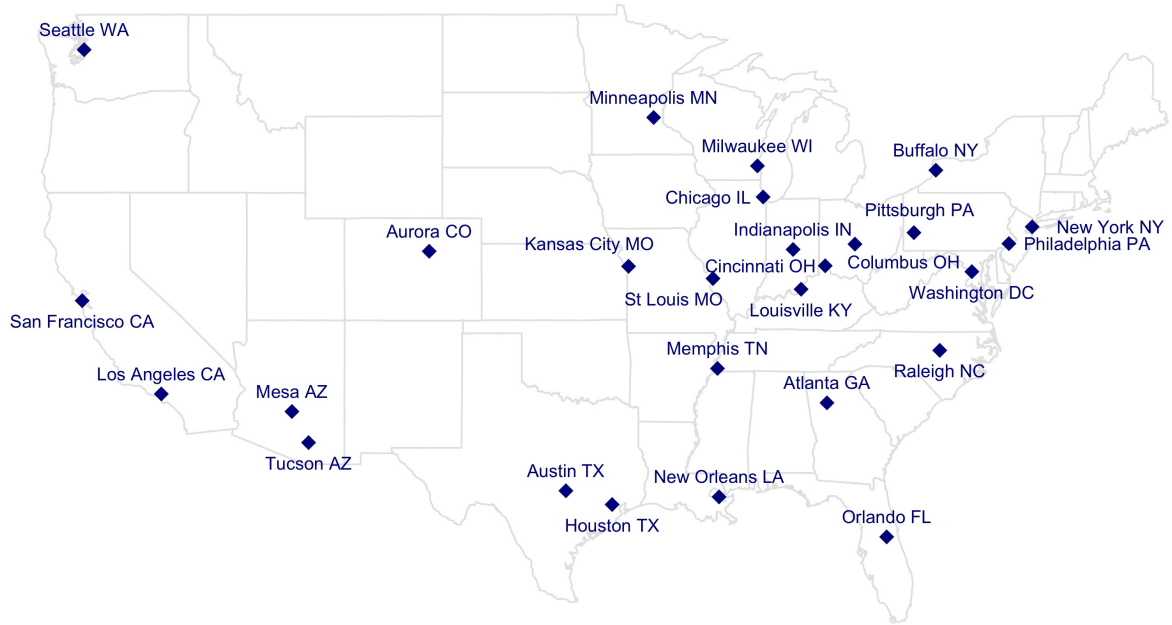 Seattle WA
Minneapolis MN
Milwaukee WI
Buffalo NY
Chicago IL
Pittsburgh PA
New York NY
Indianapolis IN
Aurora CO
Kansas City MO
Philadelphia PA
Cincinnati OH
Columbus OH
St Louis MO
Washington DC
Louisville KY
San Francisco CA
Memphis TN
Raleigh NC
Los Angeles CA
Atlanta GA
Mesa AZ
Tucson AZ
Austin TX
New Orleans LA
Houston TX
Orlando FL